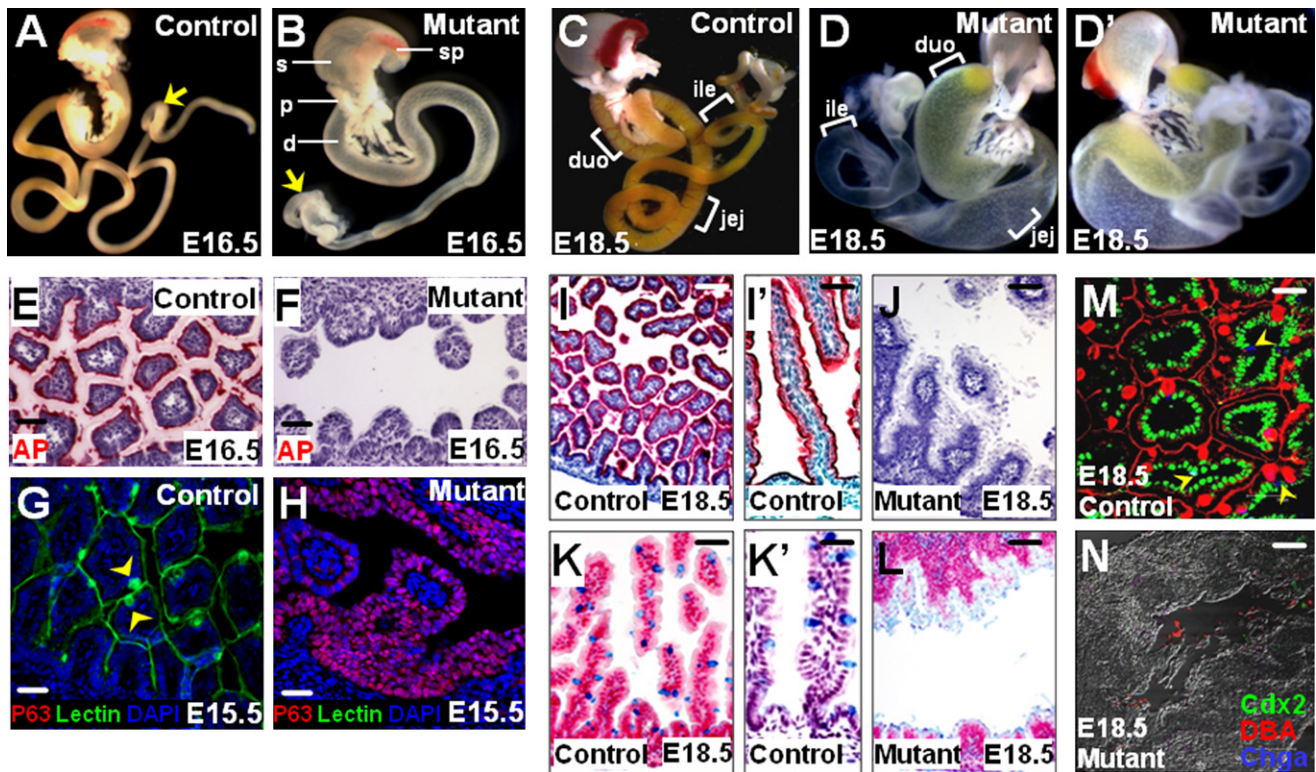 A Control
E16.5
B Mutant
sp
s
p
d
E16.5
C Control
ile
duo
jej
E18.5
D Mutant
duo
ile
jej
E18.5
D' Mutant
E18.5
E Control
AP E16.5
F Mutant
AP E16.5
G Control
P63 Lectin DAPI E15.5
H Mutant
P63 Lectin DAPI E15.5
I
Control E18.5
I'
Control
J
Mutant E18.5
K
Control E18.5
K'
Control
L
Mutant E18.5
M
E18.5
Control
N
Cdx2
E18.5 DBA
Mutant Chga